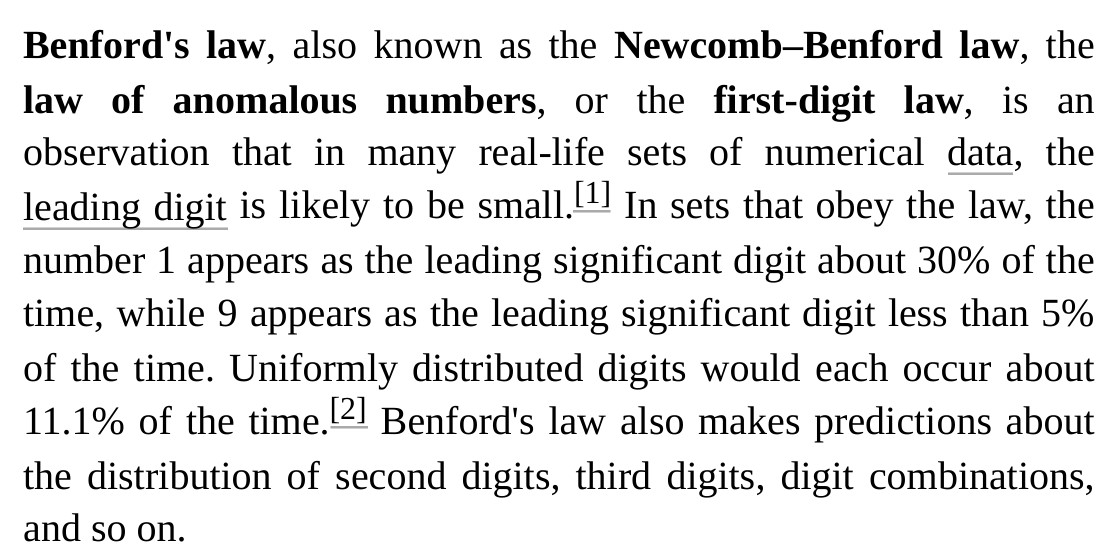 Benford's law, also known as the Newcomb–Benford law, the
law of anomalous numbers, or the first-digit law, is an
observation that in many real-life sets of numerical data, the
leading digit is likely to be small.[1] In sets that obey the law, the
number 1 appears as the leading significant digit about 30% of the
time, while 9 appears as the leading significant digit less than 5%
of the time. Uniformly distributed digits would each occur about
11.1% of the time.[2] Benford's law also makes predictions about
the distribution of second digits, third digits, digit combinations,
and so on.